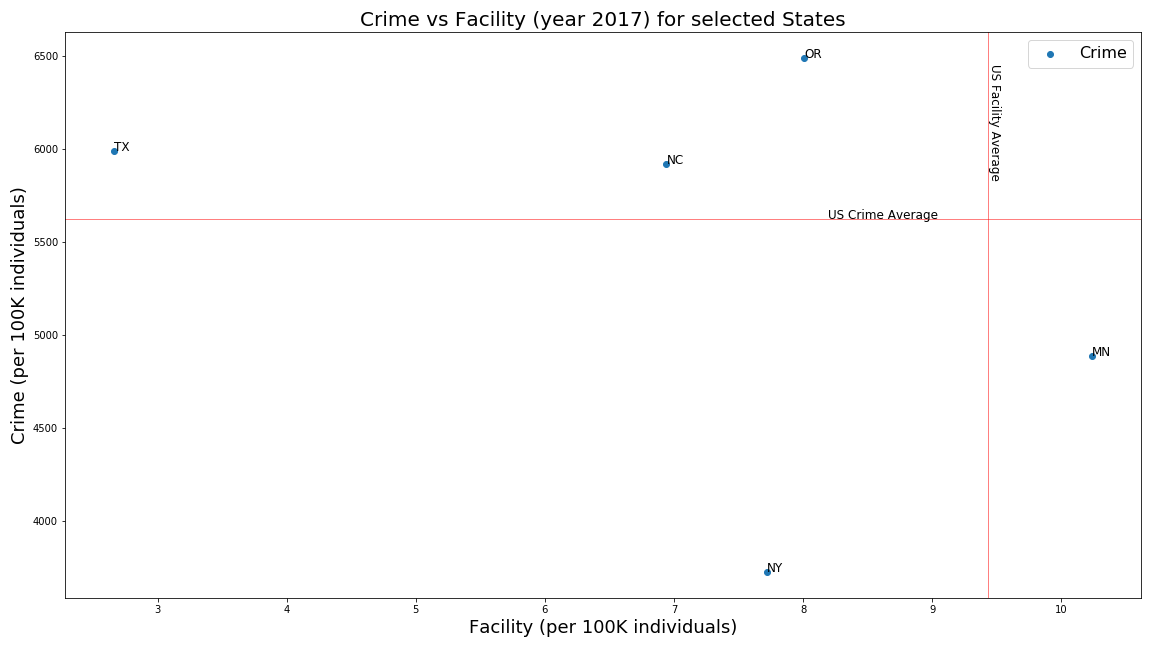 Crime vs Facility (year 2017) for selected States
Crime
US Facility Average
OR
TX
NC
US Crime Average
MN
NY
6500
6000
5500
5000
4500
4000
Crime (per 100K individuals)
3 4 5 6 7 8 9 10
Facility (per 100K individuals)